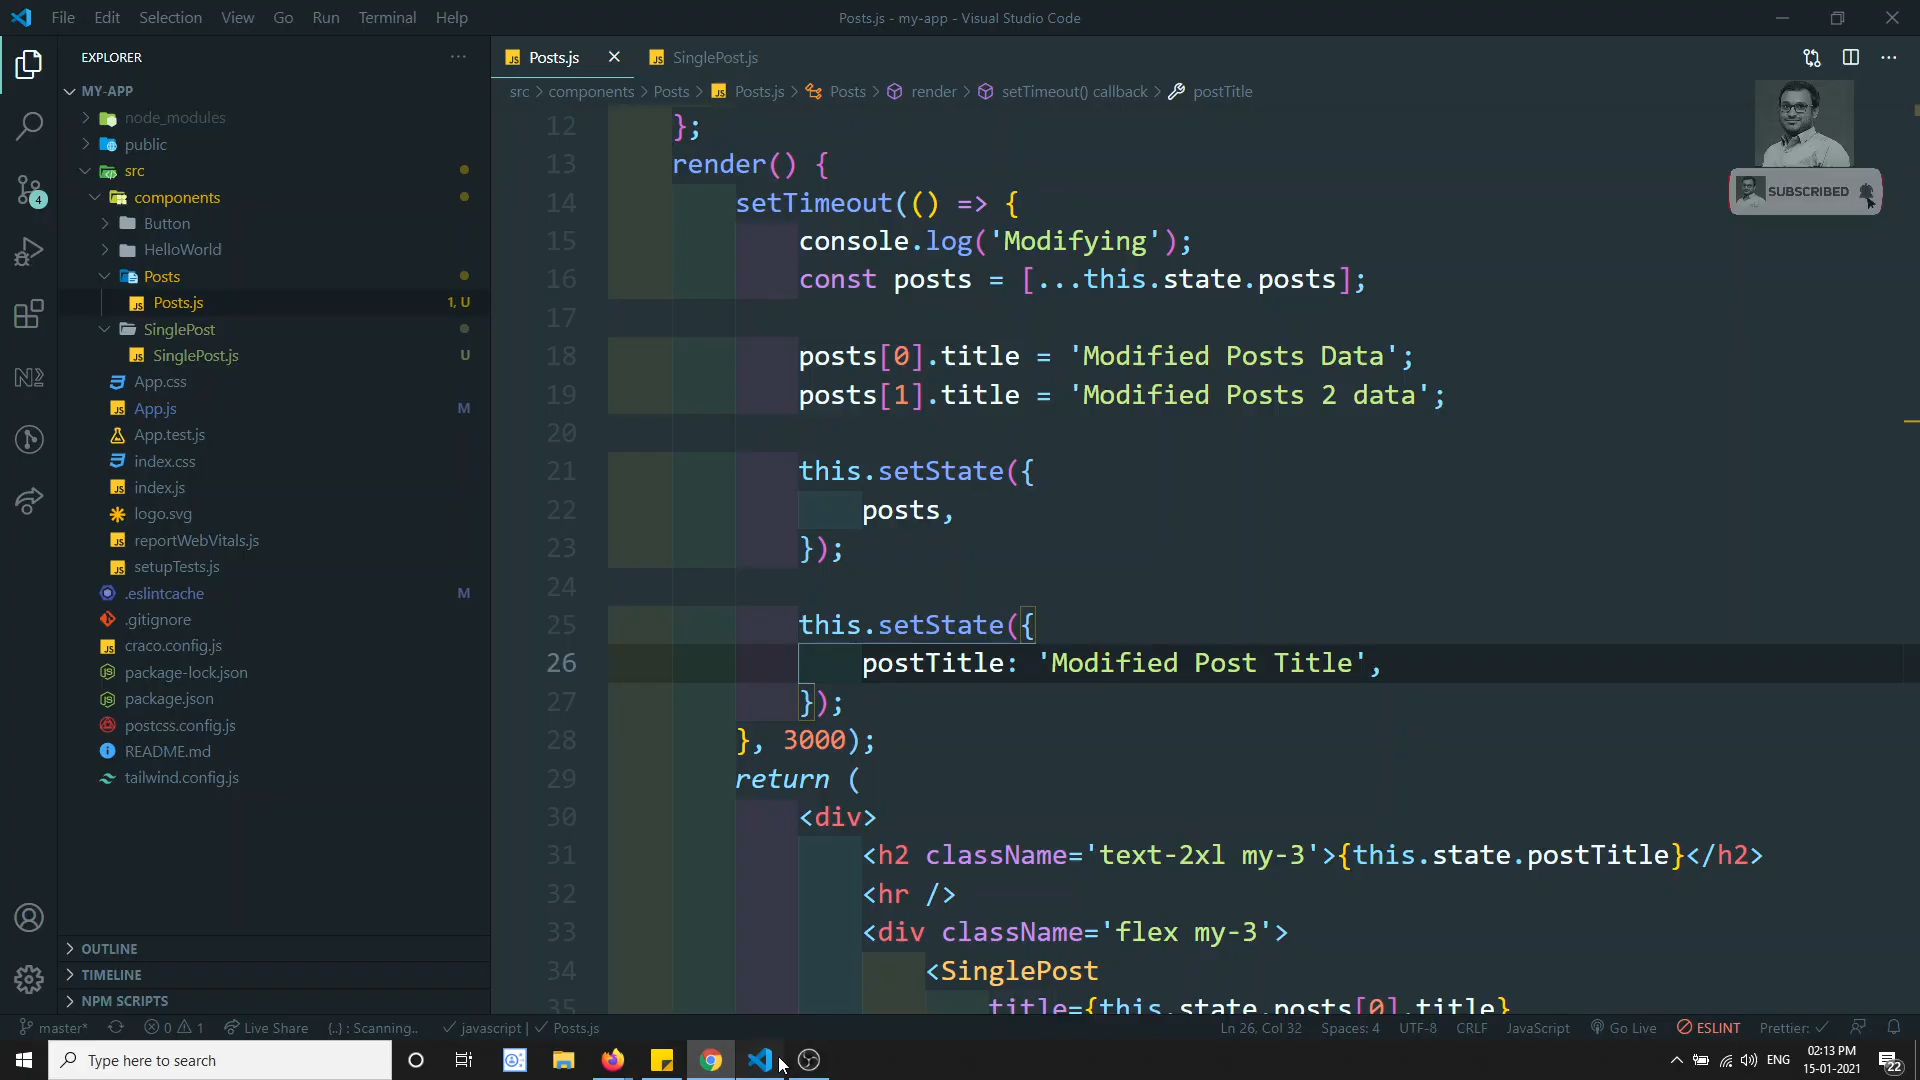 File Edit Selection View Go Run Terminal Help
Posts.js - my-app - Visual Studio Code
EXPLORER
Posts.js
SinglePost.js
MY-APP
src > components > Posts > JS Posts.js > Posts > render > setTimeout() callback > postTitle
node_modules
public
src
components
Button
HelloWorld
Posts
JS Posts.js 1, U
SinglePost
JS SinglePost.js U
App.css
JS App.js M
App.test.js
index.css
JS index.js
logo.svg
JS reportWebVitals.js
JS setupTests.js
.eslintcache M
.gitignore
JS craco.config.js
package-lock.json
package.json
postcss.config.js
README.md
tailwind.config.js
OUTLINE
TIMELINE
NPM SCRIPTS
4
SUBSCRIBED
12 };
13 render() {
14 setTimeout(() => {
15 console.log('Modifying');
16 const posts = [...this.state.posts];
17
18 posts[0].title = 'Modified Posts Data';
19 posts[1].title = 'Modified Posts 2 data';
20
21 this.setState({
22 posts,
23 });
24
25 this.setState({
26 postTitle: 'Modified Post Title',
27 });
28 }, 3000);
29 return (
30 <div>
31 <h2 className='text-2xl my-3'>{this.state.postTitle}</h2>
32 <hr />
33 <div className='flex my-3'>
34 <SinglePost
35 title={this.state.posts[0].title}
master* 0 1 Live Share {..} : Scanning.. javascript | Posts.js
Ln 26, Col 32 Spaces: 4 UTF-8 CRLF JavaScript Go Live ESLINT Prettier:
Type here to search
ENG
02:13 PM
15-01-2021
22